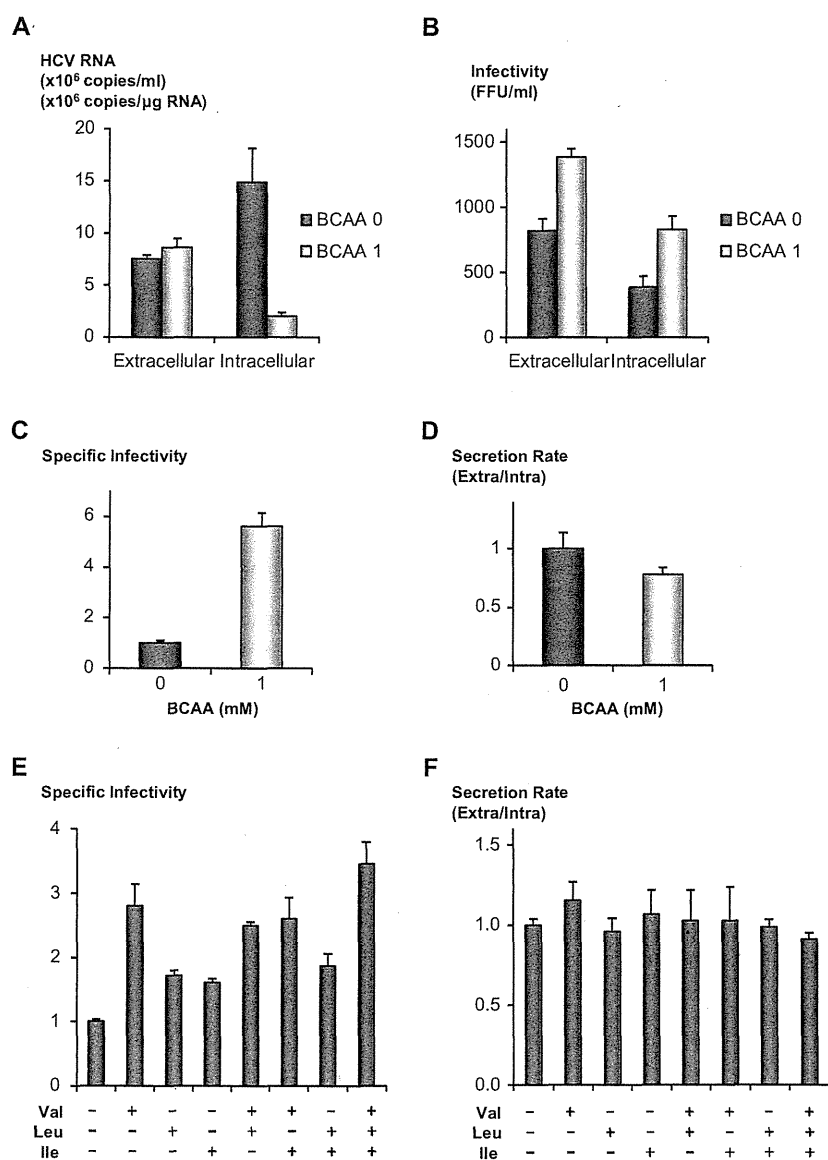 A
HCV RNA
(x10⁶ copies/ml)
(x10⁶ copies/μg RNA)
20
15
10
5
0
Extracellular Intracellular
BCAA 0
BCAA 1
B
Infectivity
(FFU/ml)
1500
1000
500
0
Extracellular Intracellular
BCAA 0
BCAA 1
C
Specific Infectivity
6
4
2
0
0 1
BCAA (mM)
D
Secretion Rate
(Extra/Intra)
1
0.5
0
0 1
BCAA (mM)
E
Specific Infectivity
4
3
2
1
0
Val - + - - + + - +
Leu - - + - + - + +
Ile - - - + - + + +
F
Secretion Rate
(Extra/Intra)
1.5
1.0
0.5
0.0
Val - + - - + + - +
Leu - - + - + - + +
Ile - - - + - + + +